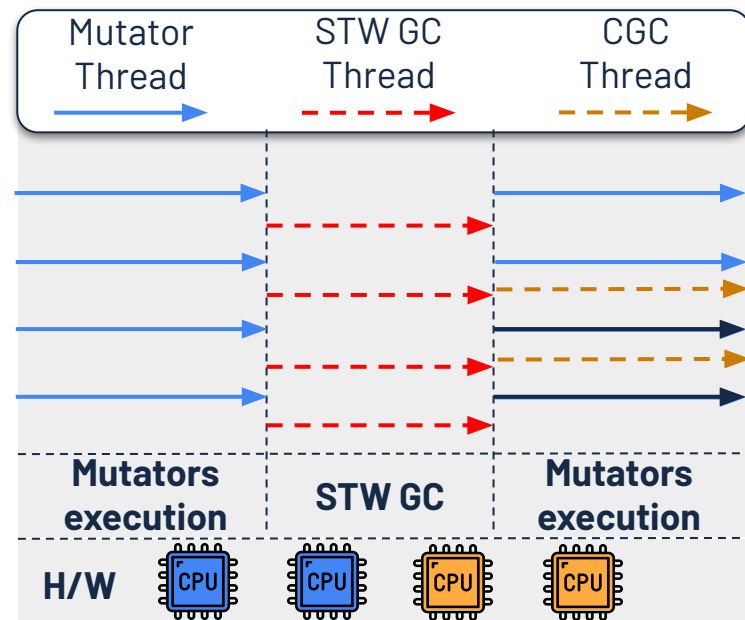 Mutator
Thread
STW GC
Thread
CGC
Thread
Mutators
execution
STW GC
Mutators
execution
H/W
CPU
CPU
CPU
CPU